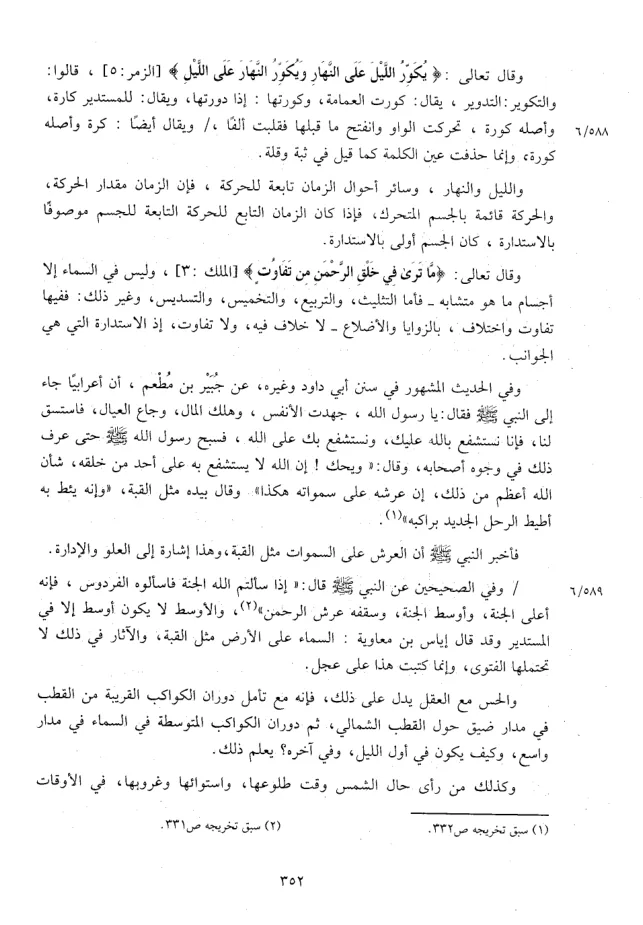 وقال تعالى : ﴿ يُكَوِّرُ اللَّيْلَ عَلَى النَّهَارِ وَيُكَوِّرُ النَّهَارَ عَلَى اللَّيْلِ ﴾ [الزمر:٥] ، قالوا:
والتكوير: التدوير ، يقال: كورت العمامة، وكورتها : إذا دورتها، ويقال: للمستدير كارة،
وأصله كورة ، تحركت الواو وانفتح ما قبلها فقلبت ألفًا ،/ ويقال أيضًا : كرة وأصله
٦/٥٨٨
كورة، وإنما حذفت عين الكلمة كما قيل في ثبة وقلة.
والليل والنهار ، وسائر أحوال الزمان تابعة للحركة ، فإن الزمان مقدار الحركة،
والحركة قائمة بالجسم المتحرك، فإذا كان الزمان التابع للحركة التابعة للجسم موصوفًا
بالاستدارة ، كان الجسم أولى بالاستدارة.
وقال تعالى: ﴿مَّا تَرَىٰ فِي خَلْقِ الرَّحْمَنِ مِن تَفَاوُتٍ﴾ [الملك :٣] ، وليس في السماء إلا
أجسام ما هو متشابه ـ فأما التثليث، والتربيع، والتخميس، والتسديس، وغير ذلك: ففيها
تفاوت واختلاف ، بالزوايا والأضلاع ـ لا خلاف فيه، ولا تفاوت، إذ الاستدارة التي هي
الجوانب.
وفي الحديث المشهور في سنن أبي داود وغيره، عن جُبَيْر بن مُطْعم ، أن أعرابيًا جاء
إلى النبي ﷺ فقال: يا رسول الله ، جهدت الأنفس ، وهلك المال، وجاع العيال، فاستسق
لنا، فإنا نستشفع بالله عليك، ونستشفع بك على الله ، فسبح رسول الله ﷺ حتى عرف
ذلك في وجوه أصحابه، وقال:« ويحك ! إن الله لا يستشفع به على أحد من خلقه، شأن
الله أعظم من ذلك، إن عرشه على سمواته هكذا» وقال بيده مثل القبة، «وإنه يئط به
أطيط الرحل الجديد براكبه»(١).
فأخبر النبي ﷺ أن العرش على السموات مثل القبة،وهذا إشارة إلى العلو والإدارة.
/ وفي الصحيحين عن النبي ﷺ قال:« إذا سألتم الله الجنة فاسألوه الفردوس ، فإنه
٦/٥٨٩
أعلى الجنة، وأوسط الجنة، وسقفه عرش الرحمن»(٢)، والأوسط لا يكون أوسط إلا في
المستدير وقد قال إياس بن معاوية : السماء على الأرض مثل القبة، والآثار في ذلك لا
تحتملها الفتوى، وإنما كتبت هذا على عجل.
والحس مع العقل يدل على ذلك، فإنه مع تأمل دوران الكواكب القريبة من القطب
في مدار ضيق حول القطب الشمالي، ثم دوران الكواكب المتوسطة في السماء في مدار
واسع، وكيف يكون في أول الليل، وفي آخره؟ يعلم ذلك.
وكذلك من رأى حال الشمس وقت طلوعها، واستوائها وغروبها، في الأوقات
(١) سبق تخريجه ص٣٣٢. (٢) سبق تخريجه ص٣٣١.
٣٥٢